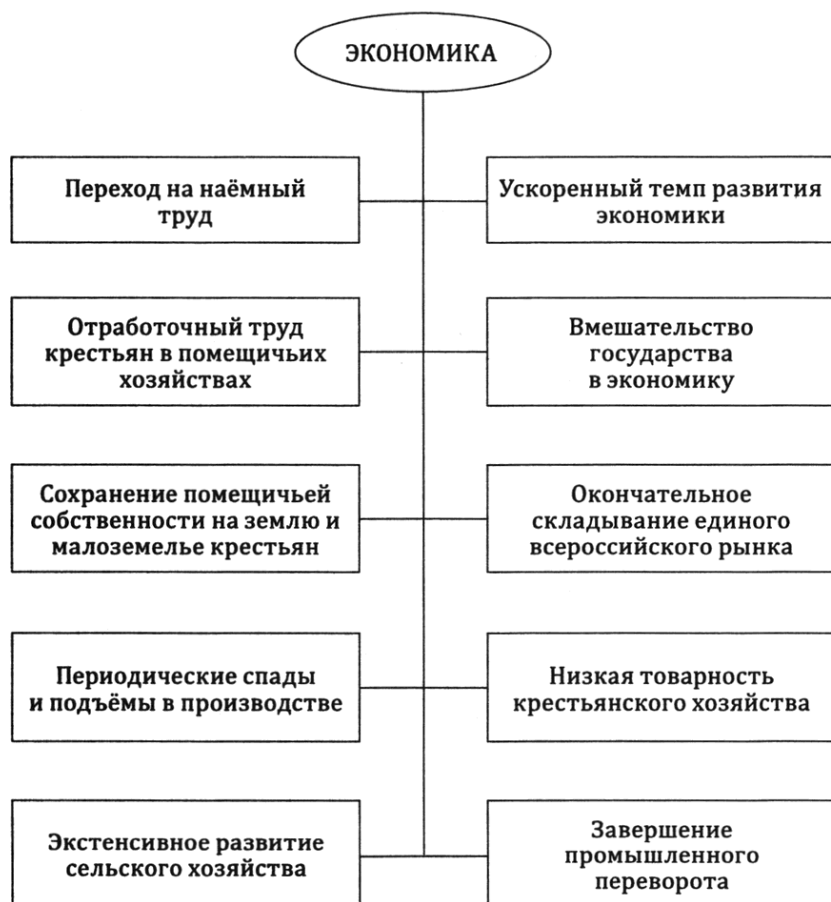 ЭКОНОМИКА
Переход на наёмный
труд
Ускоренный темп развития
экономики
Отработочный труд
крестьян в помещичьих
хозяйствах
Вмешательство
государства
в экономику
Сохранение помещичьей
собственности на землю и
малоземелье крестьян
Окончательное
складывание единого
всероссийского рынка
Периодические спады
и подъёмы в производстве
Низкая товарность
крестьянского хозяйства
Экстенсивное развитие
сельского хозяйства
Завершение
промышленного
переворота